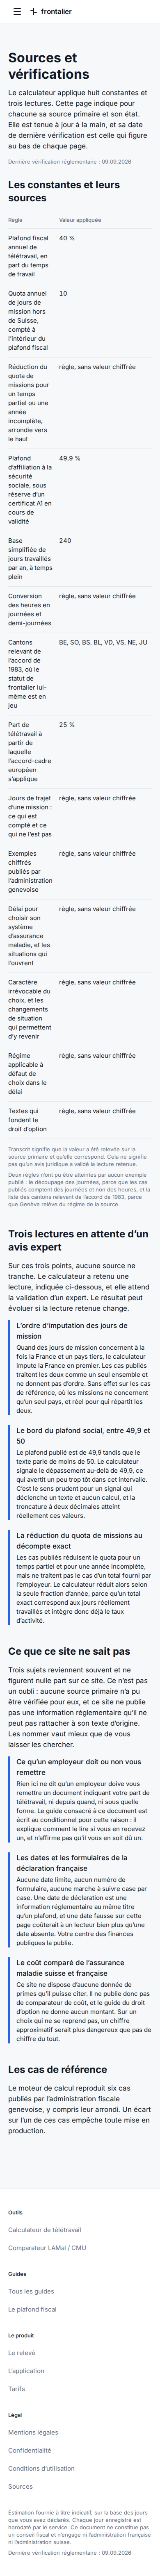 frontalier
Sources et
vérifications
Le calculateur applique huit constantes et
trois lectures. Cette page indique pour
chacune sa source primaire et son état.
Elle est tenue à jour à la main, et sa date
de dernière vérification est celle qui figure
au bas de chaque page.
Dernière vérification réglementaire : 09.09.2026
Les constantes et leurs
sources
Règle
Valeur appliquée
Plafond fiscal
annuel de
télétravail, en
part du temps
de travail
40 %
Quota annuel
de jours de
mission hors
de Suisse,
compté à
l'intérieur du
plafond fiscal
10
Réduction du
quota de
missions pour
un temps
partiel ou une
année
incomplète,
arrondie vers
le haut
règle, sans valeur chiffrée
Plafond
d'affiliation à la
sécurité
sociale, sous
réserve d'un
certificat A1 en
cours de
validité
49,9 %
Base
simplifiée de
jours travaillés
par an, à temps
plein
240
Conversion
des heures en
journées et
demi-journées
règle, sans valeur chiffrée
Cantons
relevant de
l'accord de
1983, où le
statut de
frontalier lui-
même est en
jeu
BE, SO, BS, BL, VD, VS, NE, JU
Part de
télétravail à
partir de
laquelle
l'accord-cadre
européen
s'applique
25 %
Jours de trajet
d'une mission :
ce qui est
compté et ce
qui ne l'est pas
règle, sans valeur chiffrée
Exemples
chiffrés
publiés par
l'administration
genevoise
règle, sans valeur chiffrée
Délai pour
choisir son
système
d'assurance
maladie, et les
situations qui
l'ouvrent
règle, sans valeur chiffrée
Caractère
irrévocable du
choix, et les
changements
de situation
qui permettent
d'y revenir
règle, sans valeur chiffrée
Régime
applicable à
défaut de
choix dans le
délai
règle, sans valeur chiffrée
Textes qui
fondent le
droit d'option
règle, sans valeur chiffrée
Transcrit signifie que la valeur a été relevée sur la
source primaire et qu'elle correspond. Cela ne signifie
pas qu'un avis juridique a validé la lecture retenue.
Deux règles n'ont pu être atteintes par aucun exemple
public : le découpage des journées, parce que les cas
publiés comptent des journées et non des heures, et la
liste des cantons relevant de l'accord de 1983, parce
que Genève relève du régime de la source.
Trois lectures en attente d'un
avis expert
Sur ces trois points, aucune source ne
tranche. Le calculateur a retenu une
lecture, indiquée ci-dessous, et elle attend
la validation d'un expert. Le résultat peut
évoluer si la lecture retenue change.
L'ordre d'imputation des jours de
mission
Quand des jours de mission concernent à la
fois la France et un pays tiers, le calculateur
impute la France en premier. Les cas publiés
traitent les deux comme un seul ensemble et
ne donnent pas d'ordre. Sans effet sur les cas
de référence, où les missions ne concernent
qu'un seul pays, et réel pour qui répartit les
deux.
Le bord du plafond social, entre 49,9 et
50
Le plafond publié est de 49,9 tandis que le
texte parle de moins de 50. Le calculateur
signale le dépassement au-delà de 49,9, ce
qui avertit un peu trop tôt dans cet intervalle.
C'est le sens prudent pour un signal qui
déclenche un texte et aucun calcul, et la
troncature à deux décimales atteint
réellement ces valeurs.
La réduction du quota de missions au
décompte exact
Les cas publiés réduisent le quota pour un
temps partiel et pour une année incomplète,
mais ne traitent pas le cas d'un total fourni par
l'employeur. Le calculateur réduit alors selon
la seule fraction d'année, parce qu'un total
exact correspond aux jours réellement
travaillés et intègre donc déjà le taux
d'activité.
Ce que ce site ne sait pas
Trois sujets reviennent souvent et ne
figurent nulle part sur ce site. Ce n'est pas
un oubli : aucune source primaire n'a pu
être vérifiée pour eux, et ce site ne publie
pas une information réglementaire qu'il ne
peut pas rattacher à son texte d'origine.
Les nommer vaut mieux que de vous
laisser les chercher.
Ce qu'un employeur doit ou non vous
remettre
Rien ici ne dit qu'un employeur doive vous
remettre un document indiquant votre part de
télétravail, ni depuis quand, ni sous quelle
forme. Le guide consacré à ce document est
écrit au conditionnel pour cette raison : il
explique comment le lire si vous en recevez
un, et n'affirme pas qu'il vous en soit dû un.
Les dates et les formulaires de la
déclaration française
Aucune date limite, aucun numéro de
formulaire, aucune marche à suivre case par
case. Une date de déclaration est une
information réglementaire au même titre
qu'un plafond, et une date fausse sur cette
page coûterait à un lecteur bien plus qu'une
date absente. Votre centre des finances
publiques la publie.
Le coût comparé de l'assurance
maladie suisse et française
Ce site ne dispose d'aucune donnée de
primes qu'il puisse citer. Il ne publie donc pas
de comparateur de coût, et le guide du droit
d'option ne donne aucun montant. Sur un
choix qui ne se reprend pas, un chiffre
approximatif serait plus dangereux que pas de
chiffre du tout.
Les cas de référence
Le moteur de calcul reproduit six cas
publiés par l'administration fiscale
genevoise, y compris leur arrondi. Un écart
sur l'un de ces cas empêche toute mise en
production.
Outils
Calculateur de télétravail
Comparateur LAMal / CMU
Guides
Tous les guides
Le plafond fiscal
Le produit
Le relevé
L'application
Tarifs
Légal
Mentions légales
Confidentialité
Conditions d'utilisation
Sources
Estimation fournie à titre indicatif, sur la base des jours
que vous avez déclarés. Chaque jour enregistré est
horodaté par le service. Ce document ne constitue pas
un conseil fiscal et n'engage ni l'administration française
ni l'administration suisse.
Dernière vérification réglementaire : 09.09.2026